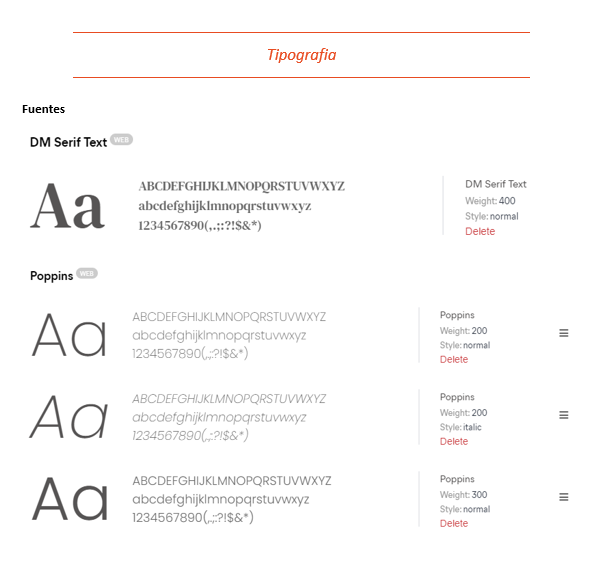 Tipografia
Fuentes
DM Serif Text WEB
Aa
ABCDEFGHIJKLMNOPQRSTUVWXYZ
abcdefghijklmnopqrstuvwxyz
1234567890(,.;:?!$&*)
DM Serif Text
Weight: 400
Style: normal
Delete
Poppins WEB
Aa
ABCDEFGHIJKLMNOPQRSTUVWXYZ
abcdefghijklmnopqrstuvwxyz
1234567890(,.;:?!$&*)
Poppins
Weight: 200
Style: normal
Delete
Aa
ABCDEFGHIJKLMNOPQRSTUVWXYZ
abcdefghijklmnopqrstuvwxyz
1234567890(,.;:?!$&*)
Poppins
Weight: 200
Style: italic
Delete
Aa
ABCDEFGHIJKLMNOPQRSTUVWXYZ
abcdefghijklmnopqrstuvwxyz
1234567890(,.;:?!$&*)
Poppins
Weight: 300
Style: normal
Delete